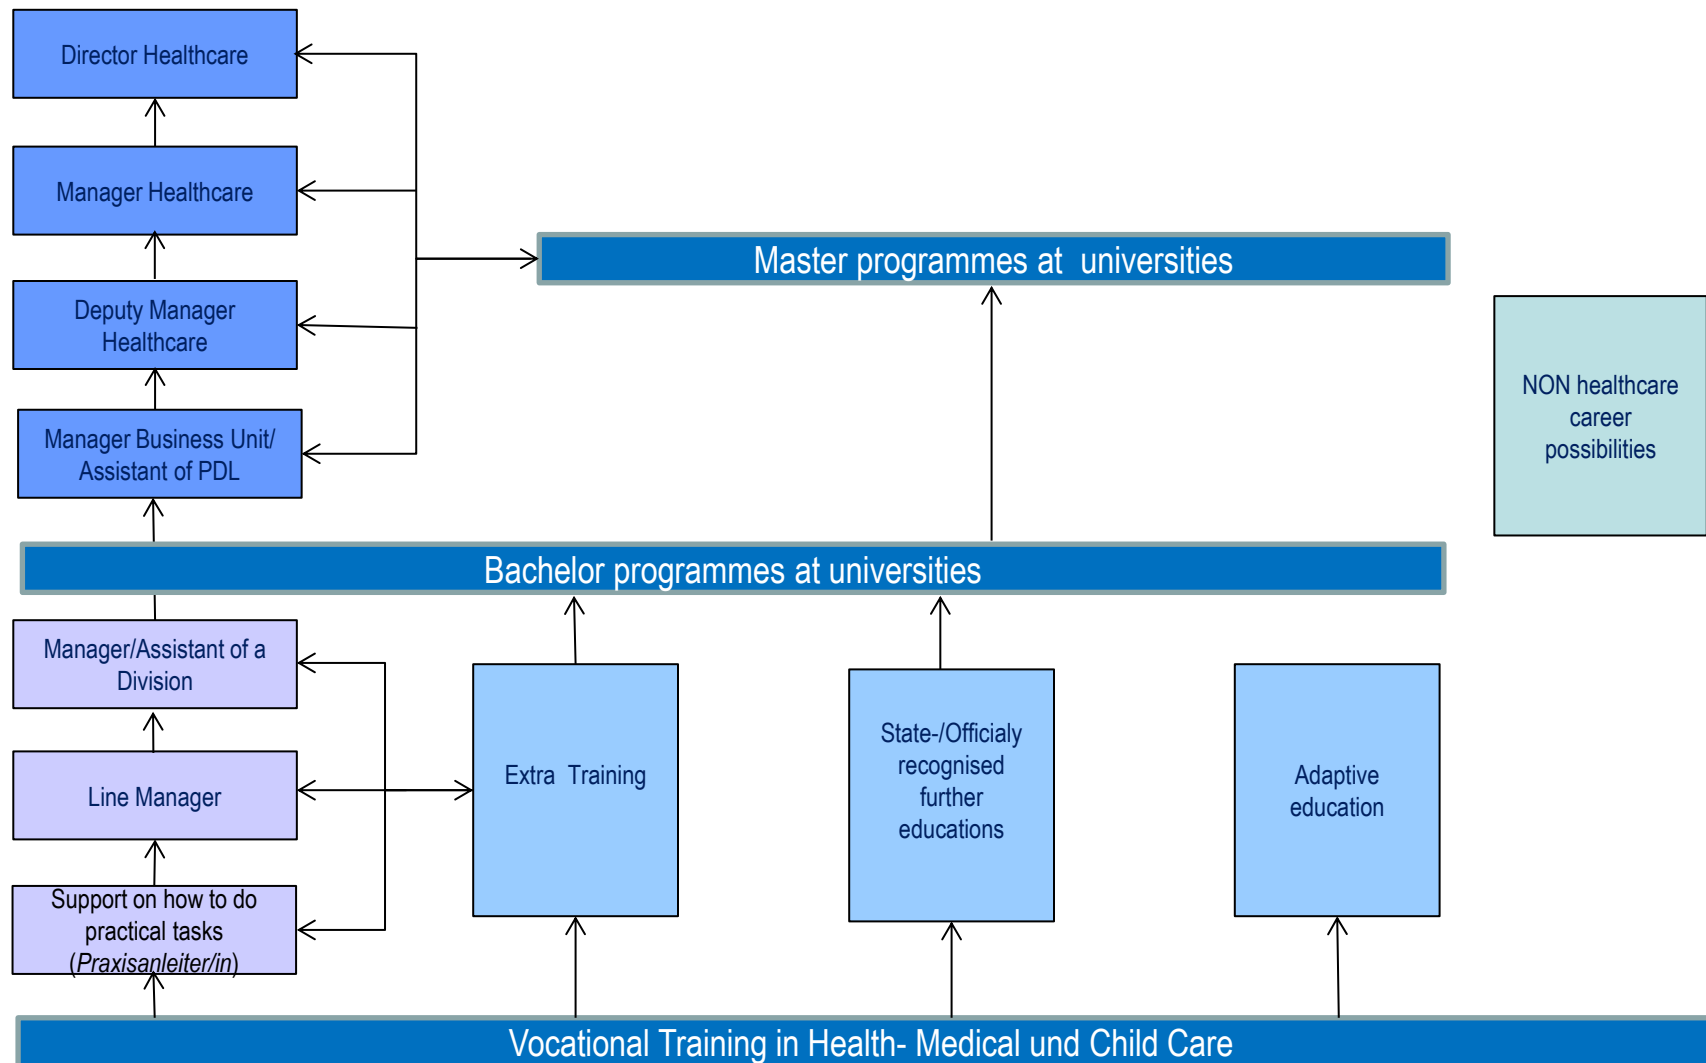 Director Healthcare
Manager Healthcare
Master programmes at universities
Deputy Manager
Healthcare
NON healthcare
career
possibilities
Manager Business Unit/
Assistant of PDL
Bachelor programmes at universities
Manager/Assistant of a
Division
Line Manager
Support on how to do
practical tasks
(Praxisanleiter/in)
Extra Training
State-/Officialy
recognised
further
educations
Adaptive
education
Vocational Training in Health- Medical und Child Care